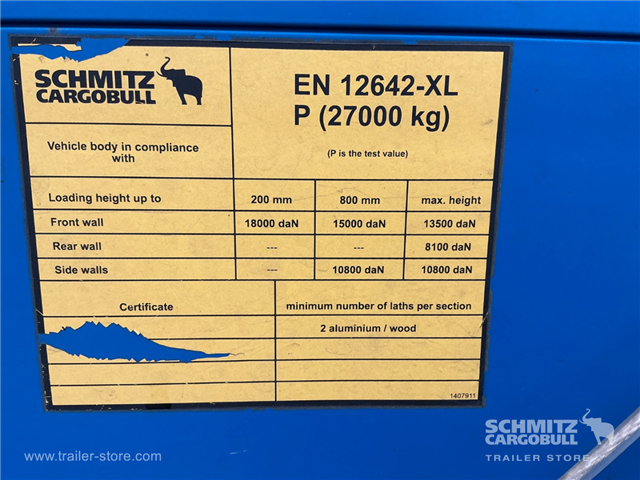 SCHMITZ
CARGOBULL
EN 12642-XL
P (27000 kg)
Vehicle body in compliance
with
(P is the test value)
Loading height up to 200 mm 800 mm max. height
Front wall 18000 daN 15000 daN 13500 daN
Rear wall --- --- 8100 daN
Side walls --- 10800 daN 10800 daN
Certificate minimum number of laths per section
2 aluminium / wood
1407911
www.trailer-store.com
SCHMITZ
CARGOBULL
TRAILER STORE